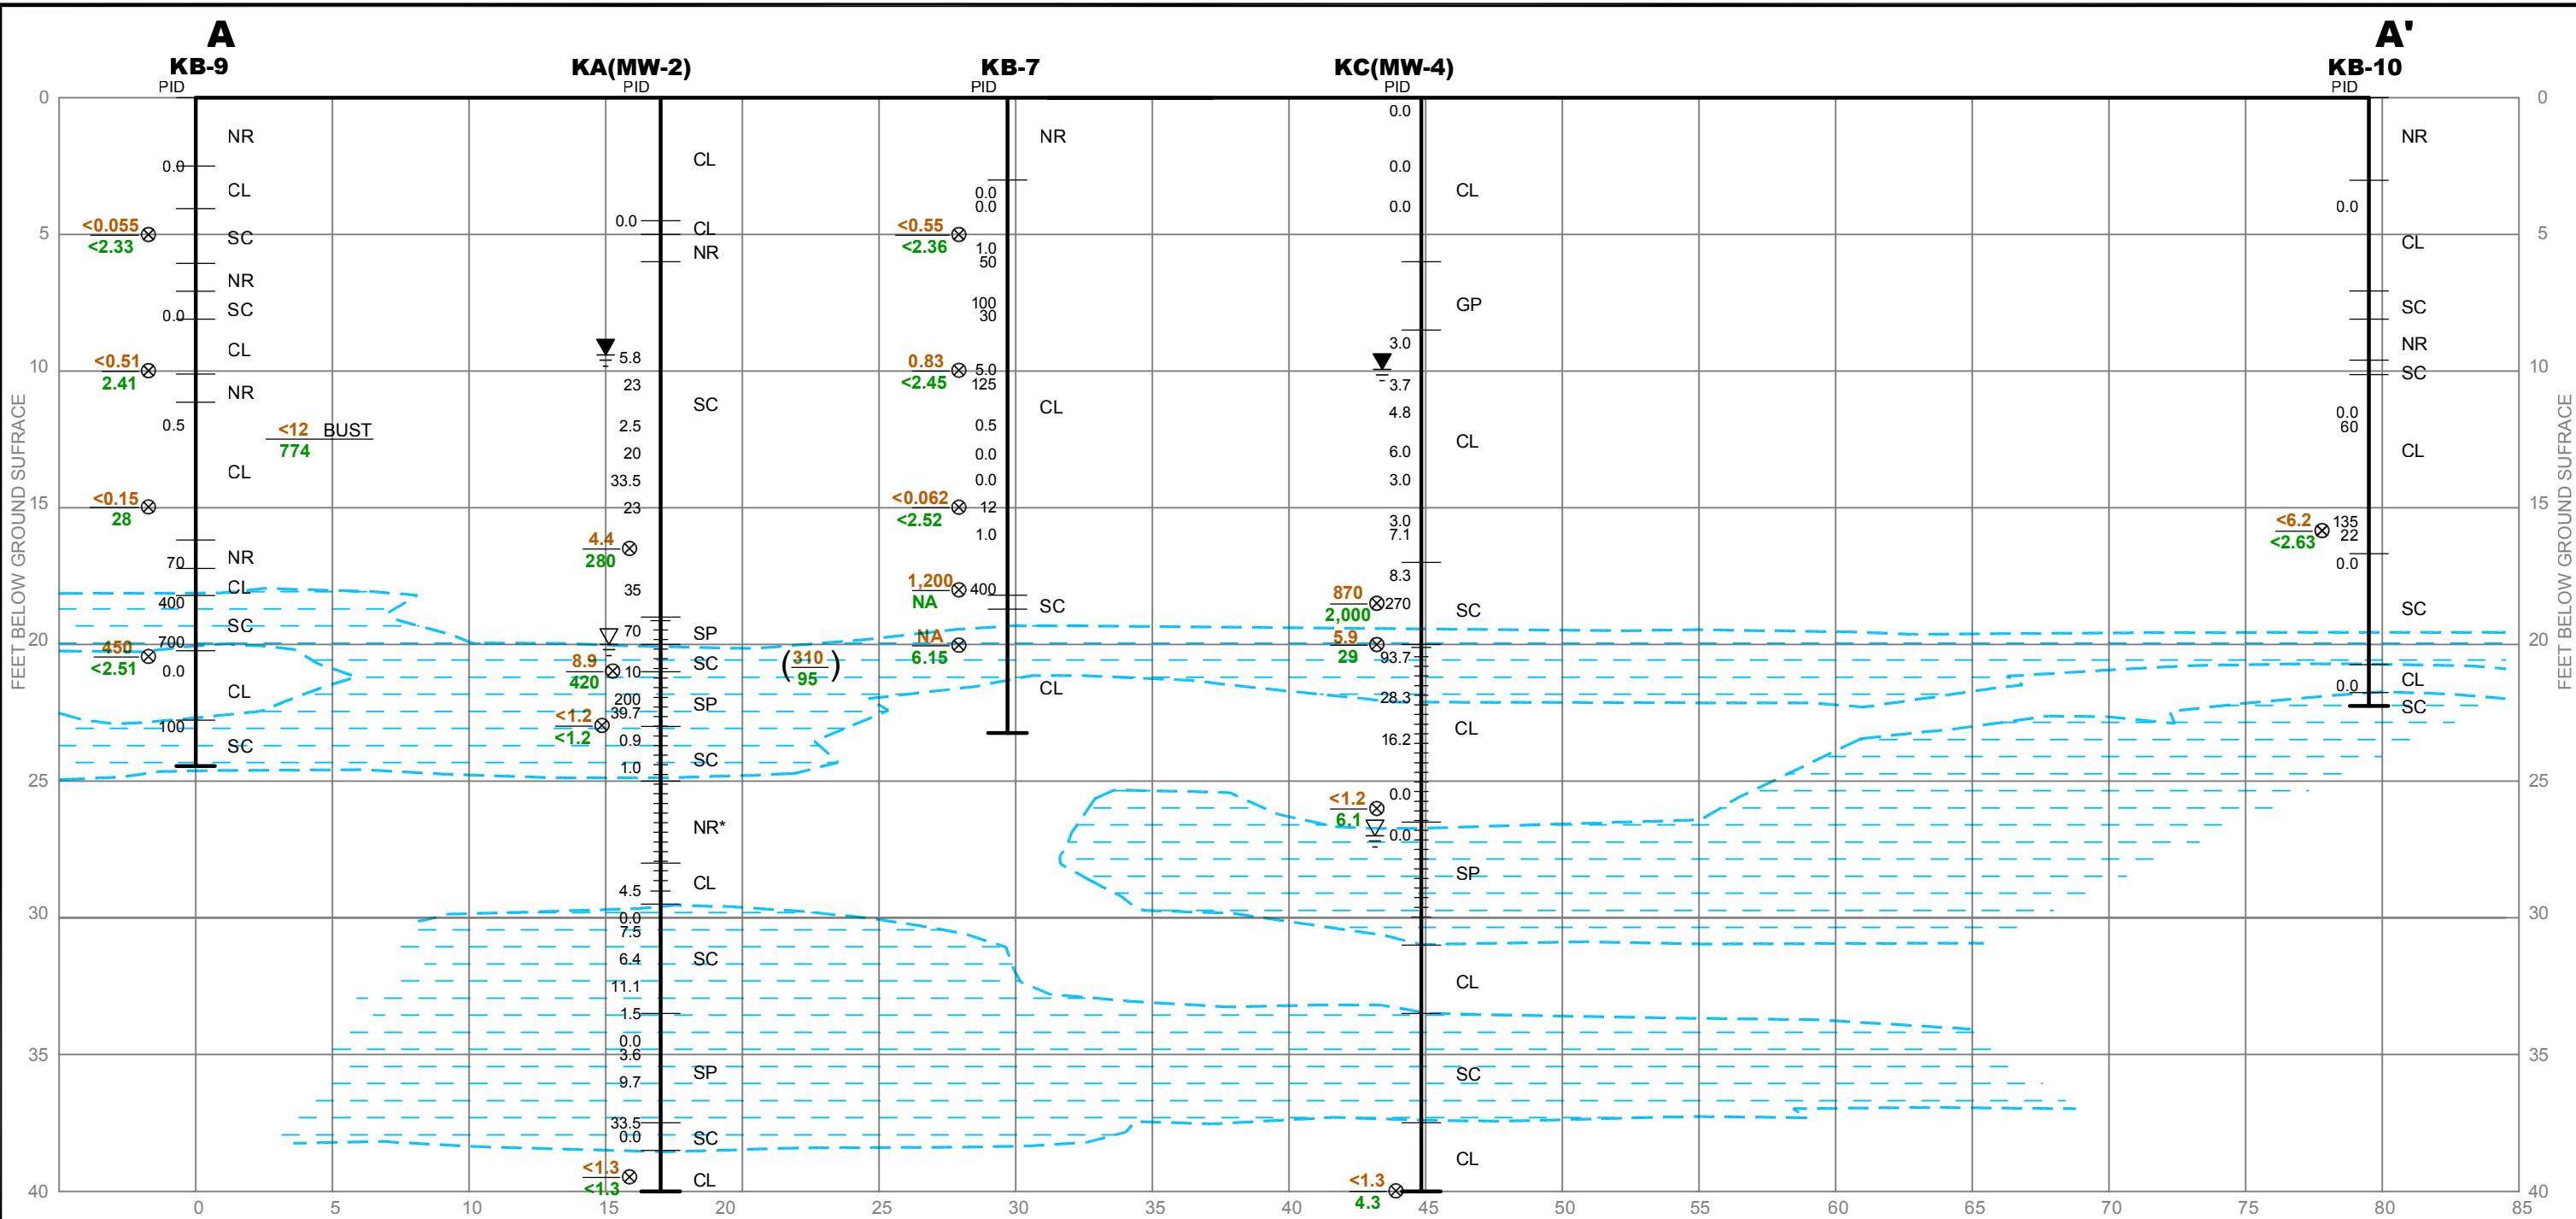 A
A'
KB-9
KA(MW-2)
KB-7
KC(MW-4)
KB-10
PID
PID
PID
PID
PID
FEET BELOW GROUND SUFRACE
0
5
10
15
20
25
30
35
40
0.0
0.0
0.5
70
400
700
0.0
100
<0.055
<2.33
<0.51
2.41
<0.15
28
450
<2.51
NR
CL
SC
NR
SC
CL
NR
CL
NR
CL
SC
CL
SC
<12 BUST
774
0.0
5.8
23
2.5
20
33.5
23
35
70
10
200
39.7
0.9
1.0
4.5
0.0
7.5
6.4
11.1
1.5
0.0
3.6
9.7
33.5
0.0
4.4
280
8.9
420
<1.2
<1.2
<1.3
<1.3
CL
CL
NR
SC
SP
SC
SP
SC
NR*
CL
SC
SP
SC
CL
(310
95)
0.0
0.0
1.0
50
100
30
5.0
125
0.5
0.0
0.0
12
1.0
400
<0.55
<2.36
0.83
<2.45
<0.062
<2.52
1,200
NA
NA
6.15
NR
CL
SC
CL
0.0
0.0
0.0
3.0
3.7
4.8
6.0
3.0
3.0
7.1
8.3
270
93.7
28.3
16.2
0.0
0.0
870
2,000
5.9
29
<1.2
6.1
<1.3
4.3
CL
GP
CL
SC
CL
SP
CL
SC
CL
0.0
0.0
60
135
22
0.0
0.0
<6.2
<2.63
NR
CL
SC
NR
SC
CL
SC
CL
SC
0
5
10
15
20
25
30
35
40
FEET BELOW GROUND SUFRACE
0 5 10 15 20 25 30 35 40 45 50 55 60 65 70 75 80 85